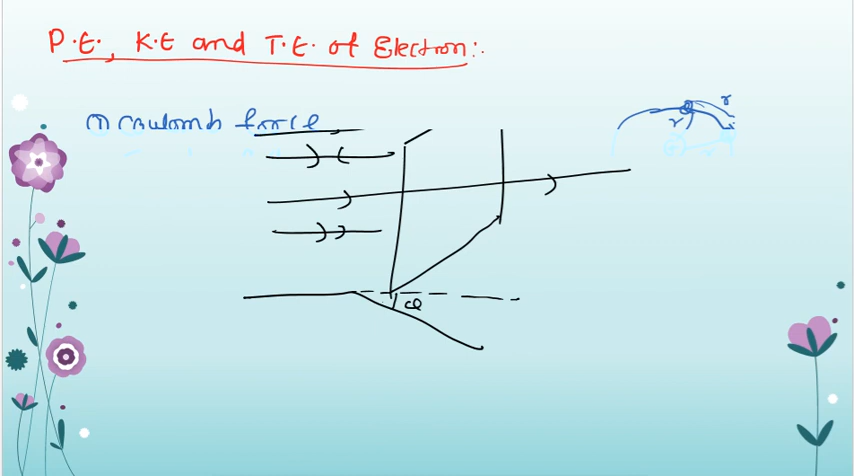 P.E., K.E and T.E. of Electron:.
① Coulomb force
r
r